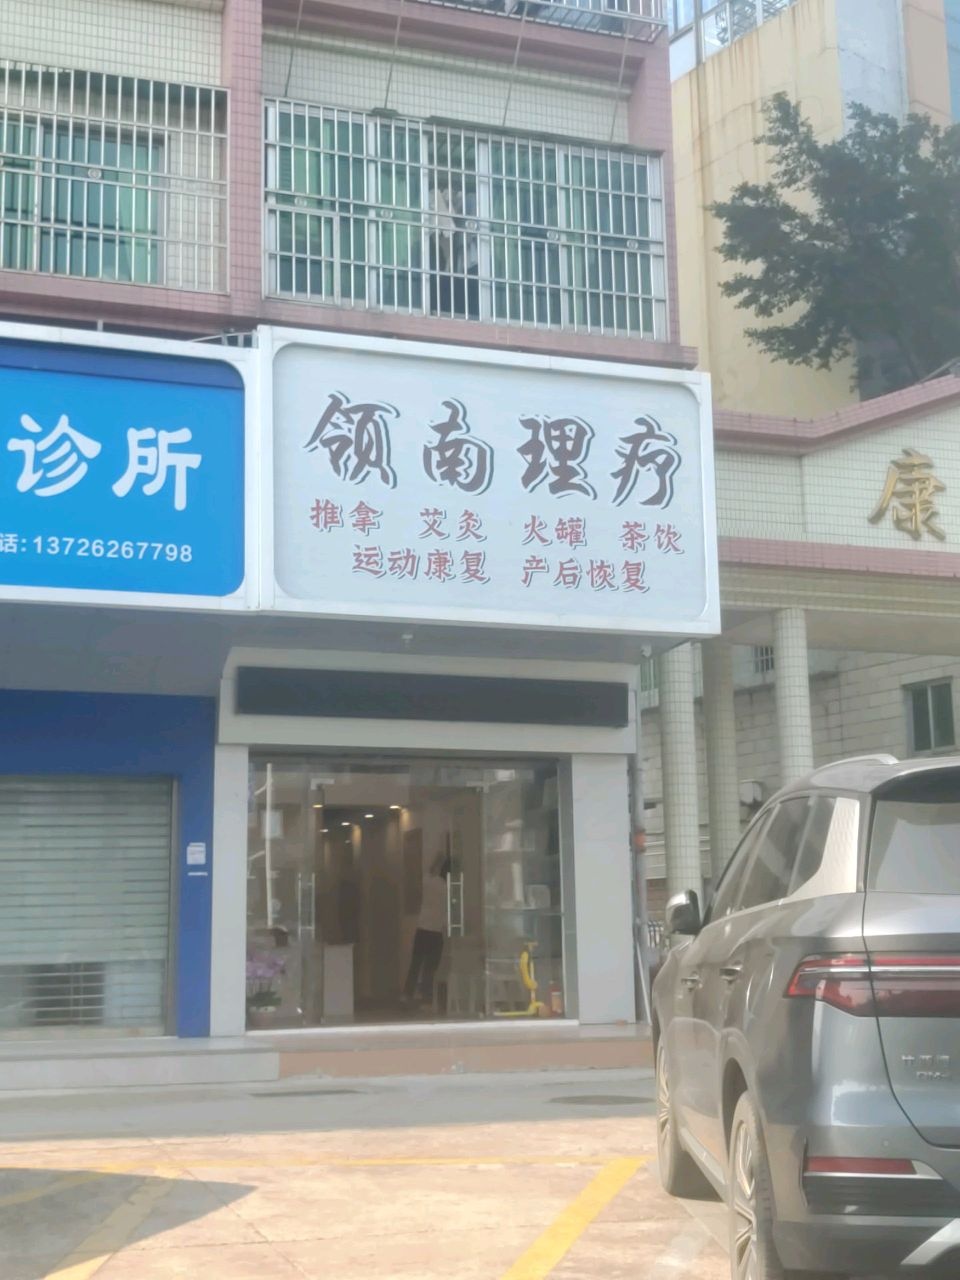 诊所
话:13726267798
领南理疗
推拿 艾灸 火罐 茶饮
运动康复 产后恢复
康